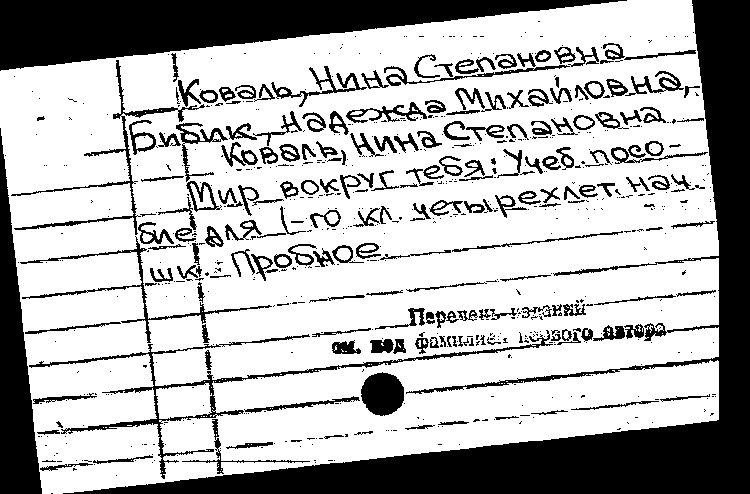 Коваль, Нина Степановна
Бибик, Надежда Михайловна,
Коваль, Нина Степановна.
Мир вокруг тебя: Учеб. посо-
бие для 1-го кл. четырехлет. нач.
шк. - Пробное.
Перечень изданий
см. под фамилией первого автора